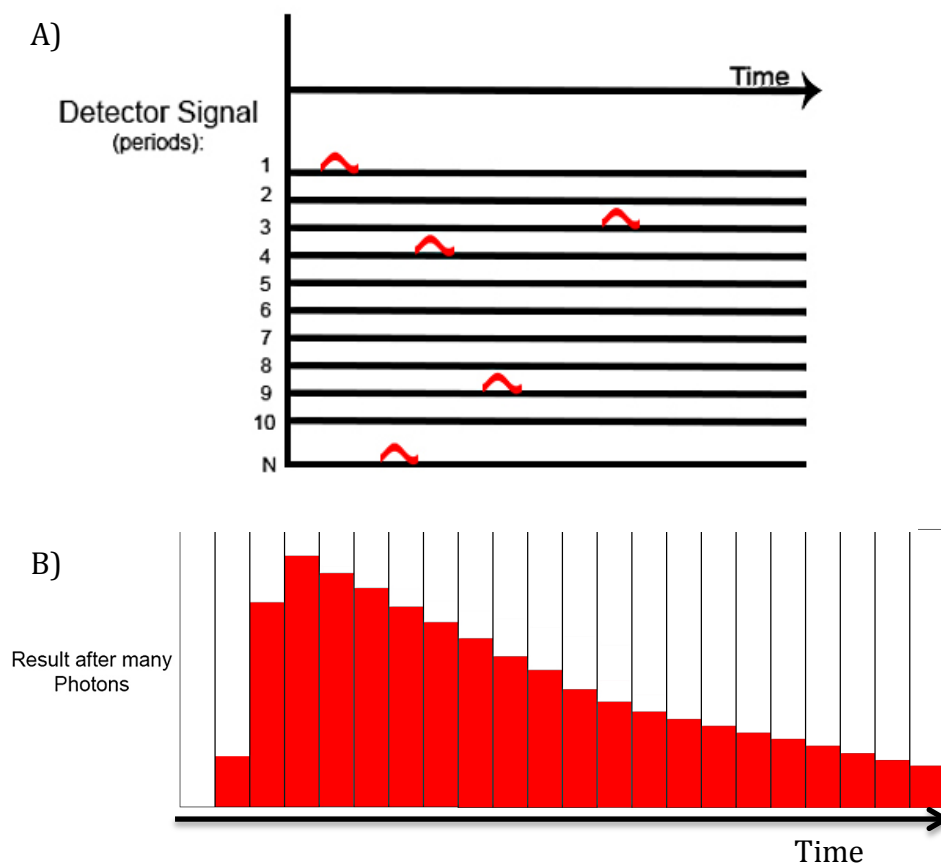 A)
Time
Detector Signal
(periods):
1
2
3
4
5
6
7
8
9
10
N
B)
Result after many
Photons
Time